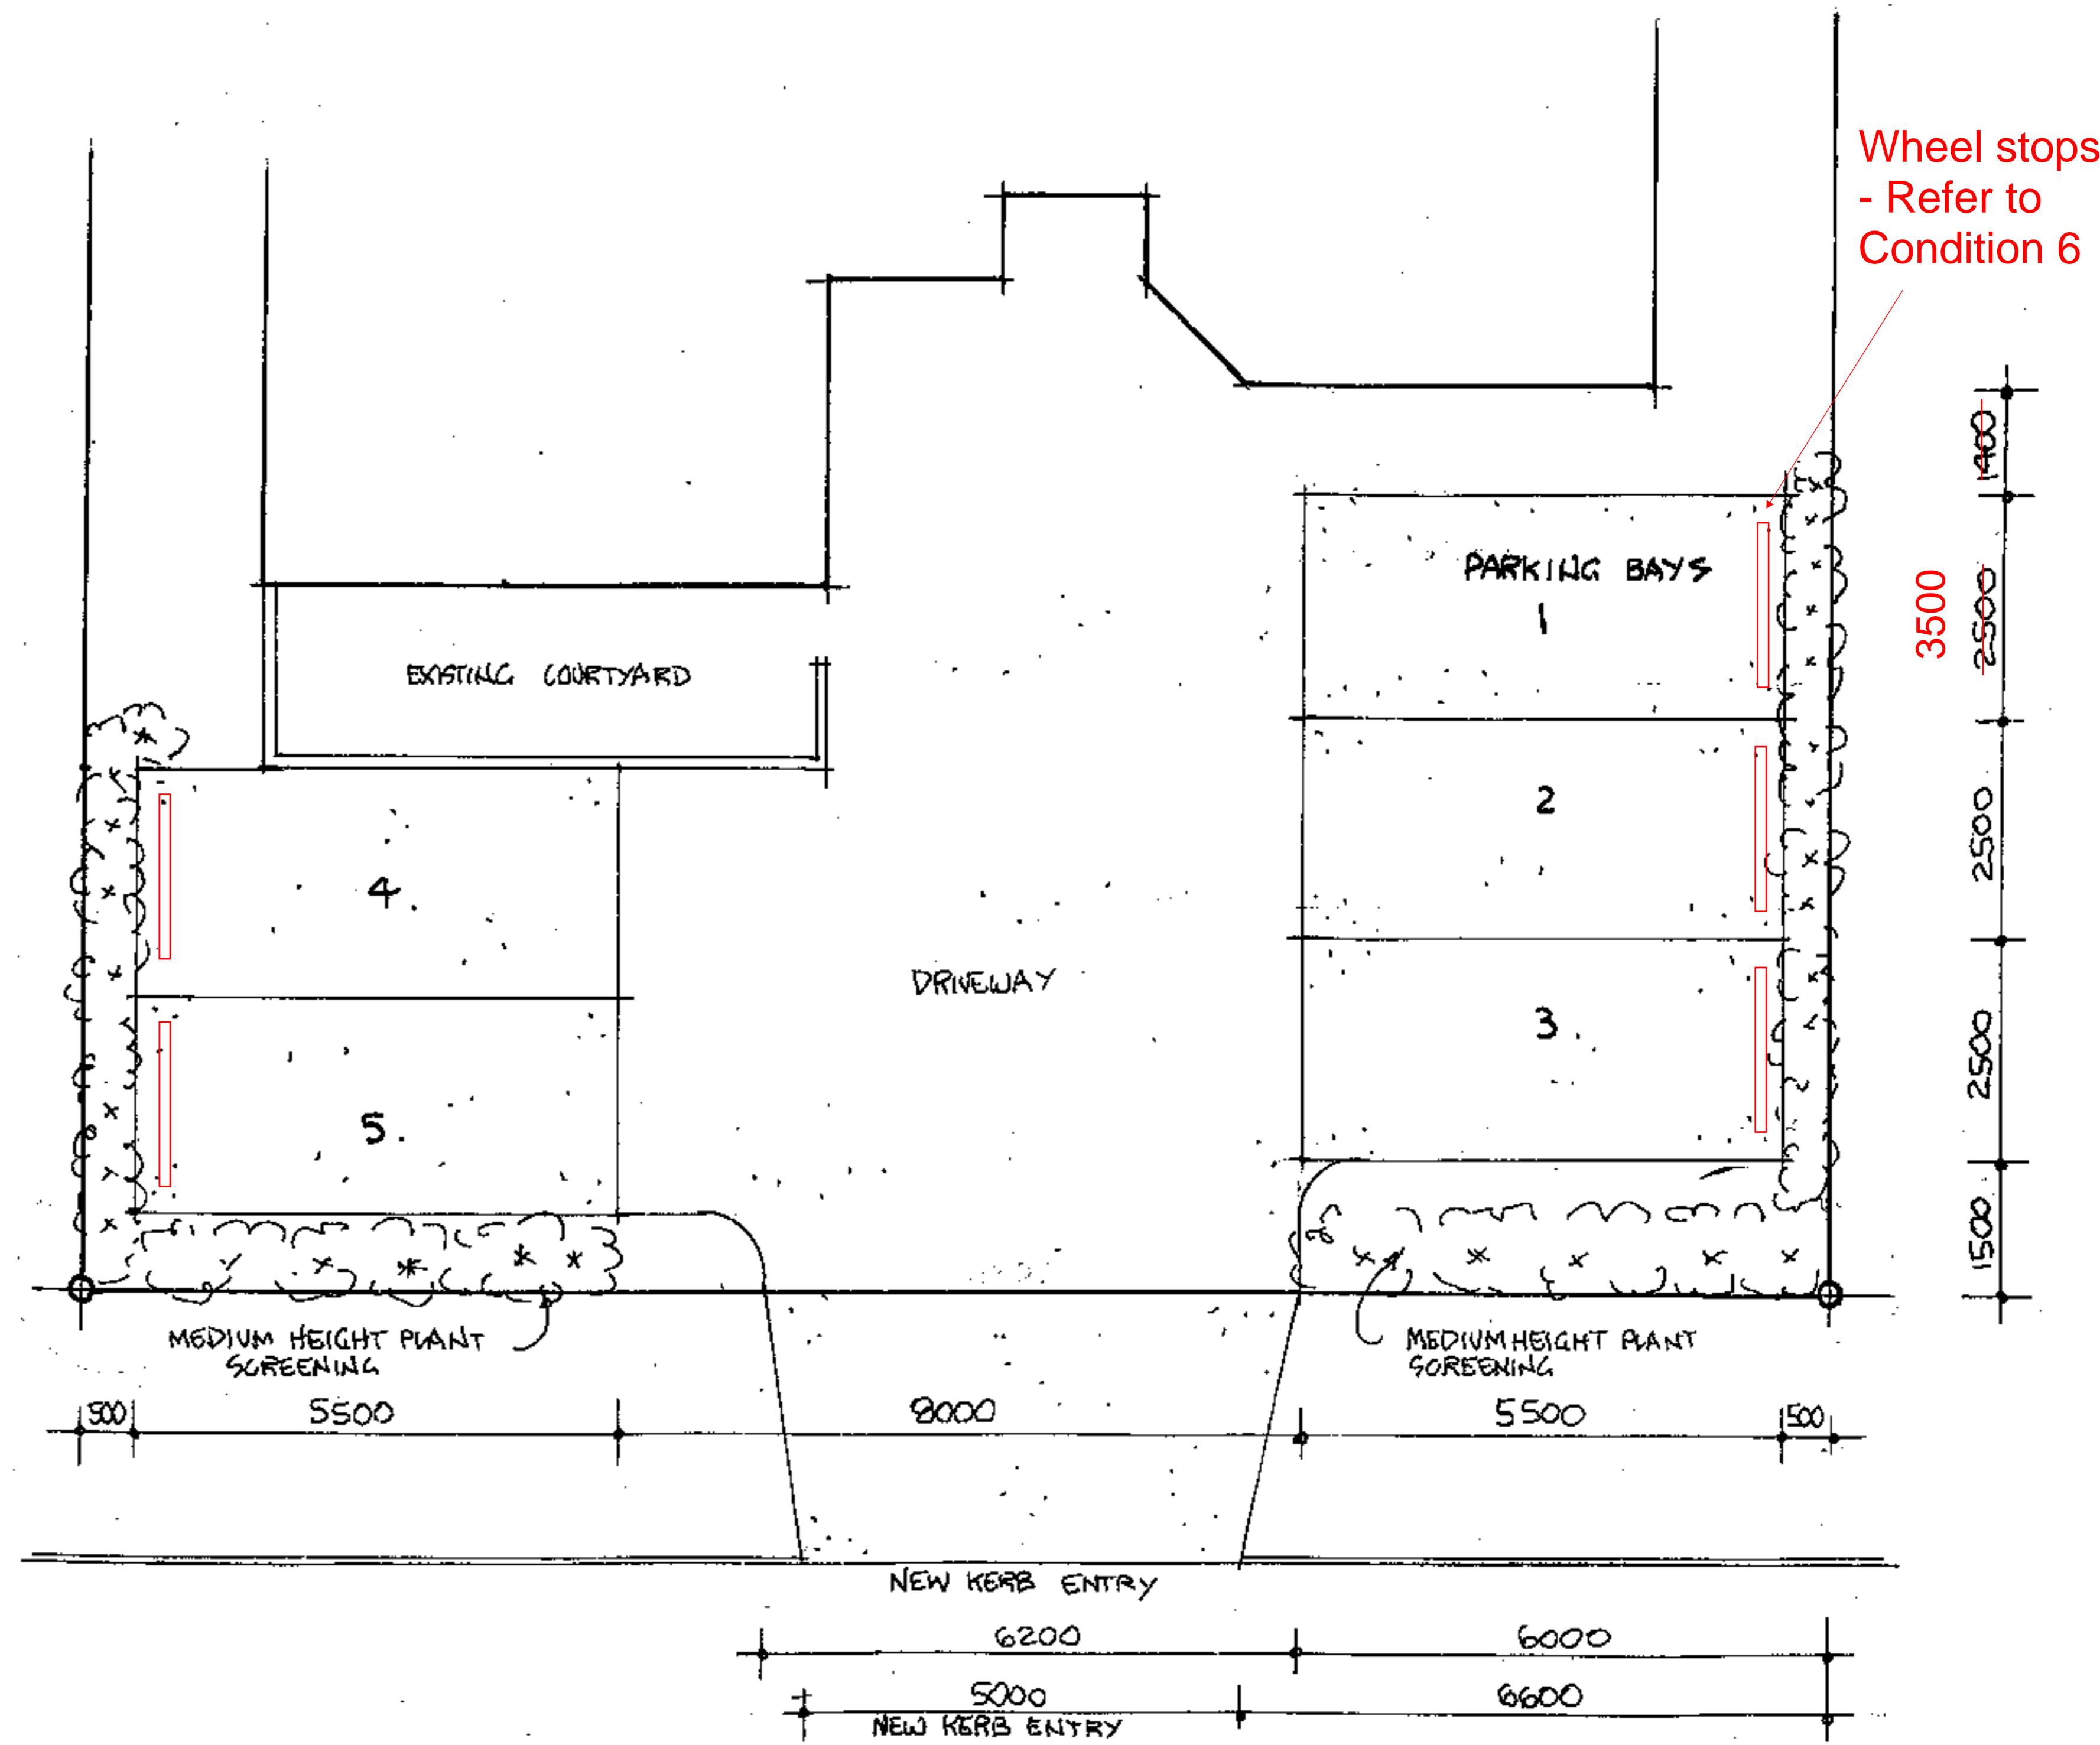 Wheel stops
- Refer to
Condition 6
1400
PARKING BAYS
1
3500
2500
EXISTING COURTYARD
2
2500
4.
DRIVEWAY
3.
2500
5.
1500
MEDIUM HEIGHT PLANT
SCREENING
MEDIUM HEIGHT PLANT
SCREENING
500
5500
8000
5500
500
NEW KERB ENTRY
6200
6000
5000
6600
NEW KERB ENTRY